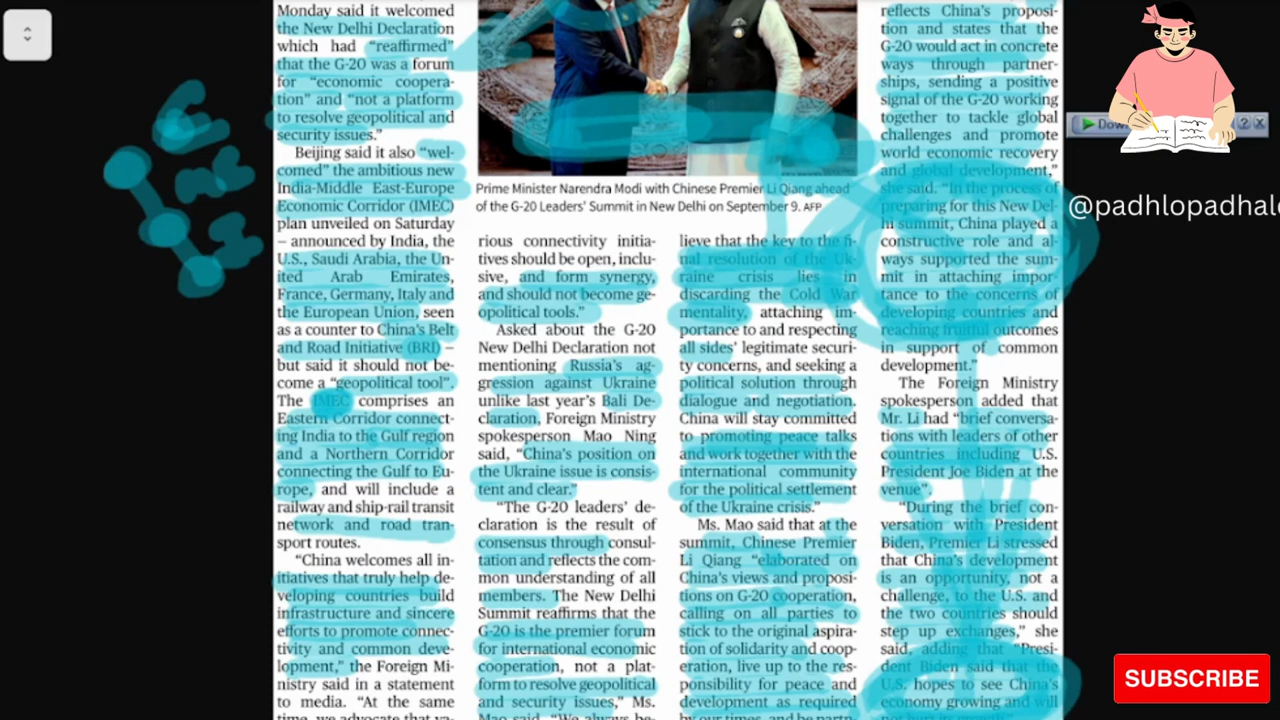 Monday said it welcomed
the New Delhi Declaration
which had “reaffirmed”
that the G-20 was a forum
for “economic coopera-
tion” and “not a platform
to resolve geopolitical and
security issues.”
Beijing said it also “wel-
comed” the ambitious new
India-Middle East-Europe
Economic Corridor (IMEC)
plan unveiled on Saturday
– announced by India, the
U.S., Saudi Arabia, the Un-
ited Arab Emirates,
France, Germany, Italy and
the European Union, seen
as a counter to China’s Belt
and Road Initiative (BRI) –
but said it should not be-
come a “geopolitical tool”.
The IMEC comprises an
Eastern Corridor connect-
ing India to the Gulf region
and a Northern Corridor
connecting the Gulf to Eu-
rope, and will include a
railway and ship-rail transit
network and road tran-
sport routes.
“China welcomes all in-
itiatives that truly help de-
veloping countries build
infrastructure and sincere
efforts to promote connec-
tivity and common deve-
lopment,” the Foreign Mi-
nistry said in a statement
to media. “At the same
time, we advocate that va-
Prime Minister Narendra Modi with Chinese Premier Li Qiang ahead
of the G-20 Leaders’ Summit in New Delhi on September 9. AFP
rious connectivity initia-
tives should be open, inclu-
sive, and form synergy,
and should not become ge-
opolitical tools.”
Asked about the G-20
New Delhi Declaration not
mentioning Russia’s ag-
gression against Ukraine
unlike last year’s Bali De-
claration, Foreign Ministry
spokesperson Mao Ning
said, “China’s position on
the Ukraine issue is consis-
tent and clear.”
“The G-20 leaders’ de-
claration is the result of
consensus through consul-
tation and reflects the com-
mon understanding of all
members. The New Delhi
Summit reaffirms that the
G-20 is the premier forum
for international economic
cooperation, not a plat-
form to resolve geopolitical
and security issues,” Ms.
Mao said. “We always be-
lieve that the key to the fi-
nal resolution of the Uk-
raine crisis lies in
discarding the Cold War
mentality, attaching im-
portance to and respecting
all sides’ legitimate securi-
ty concerns, and seeking a
political solution through
dialogue and negotiation.
China will stay committed
to promoting peace talks
and work together with the
international community
for the political settlement
of the Ukraine crisis.”
Ms. Mao said that at the
summit, Chinese Premier
Li Qiang “elaborated on
China’s views and proposi-
tions on G-20 cooperation,
calling on all parties to
stick to the original aspira-
tion of solidarity and coop-
eration, live up to the res-
ponsibility for peace and
development as required
by our times, and be partn-
reflects China’s proposi-
tion and states that the
G-20 would act in concrete
ways through partner-
ships, sending a positive
signal of the G-20 working
together to tackle global
challenges and promote
world economic recovery
and global development,”
she said. “In the process of
preparing for this New Del-
hi summit, China played a
constructive role and al-
ways supported the sum-
mit in attaching impor-
tance to the concerns of
developing countries and
reaching fruitful outcomes
in support of common
development.”
The Foreign Ministry
spokesperson added that
Mr. Li had “brief conversa-
tions with leaders of other
countries including U.S.
President Joe Biden at the
venue”.
“During the brief con-
versation with President
Biden, Premier Li stressed
that China’s development
is an opportunity, not a
challenge, to the U.S. and
the two countries should
step up exchanges,” she
said, adding that “Presi-
dent Biden said that the
U.S. hopes to see China’s
economy growing and will
not hurt its growth”.
Dow
@padhlopadhal
SUBSCRIBE